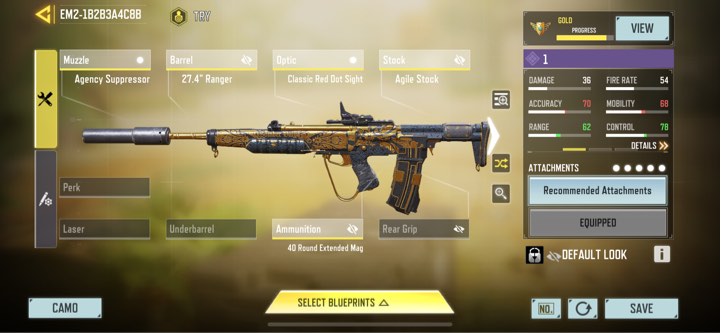 EM2-1B2B3A4C8B
TRY
GOLD
PROGRESS
VIEW
Muzzle
Agency Suppressor
Barrel
27.4" Ranger
Optic
Classic Red Dot Sight
Stock
Agile Stock
1
DAMAGE 36
FIRE RATE 54
ACCURACY 70
MOBILITY 68
RANGE 62
CONTROL 78
DETAILS
ATTACHMENTS
Recommended Attachments
EQUIPPED
DEFAULT LOOK
i
Perk
Laser
Underbarrel
Ammunition
40 Round Extended Mag
Rear Grip
CAMO
SELECT BLUEPRINTS
NO.
SAVE